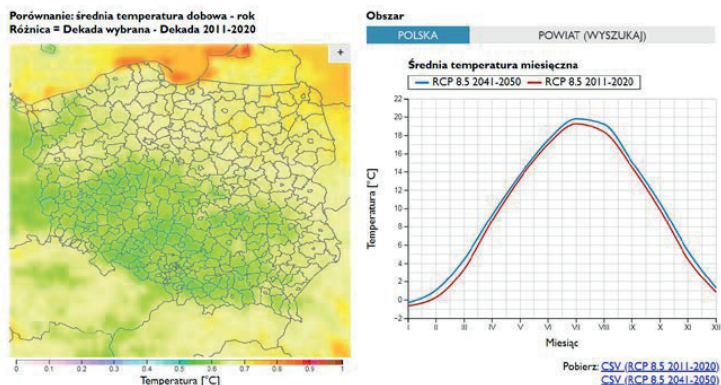 Porównanie: średnia temperatura dobowa - rok
Różnica = Dekada wybrana - Dekada 2011-2020
+
0 0.1 0.2 0.3 0.4 0.5 0.6 0.7 0.8 0.9 1
Temperatura [°C]
Obszar
POLSKA POWIAT (WYSZUKAJ)
Średnia temperatura miesięczna
RCP 8.5 2041-2050 RCP 8.5 2011-2020
Temperatura [°C]
22
20
18
16
14
12
10
8
6
4
2
0
-2
I II III IV V VI VII VIII IX X XI XII
Miesiąc
Pobierz: CSV (RCP 8.5 2011-2020)
CSV (RCP 8.5 2041-2050)